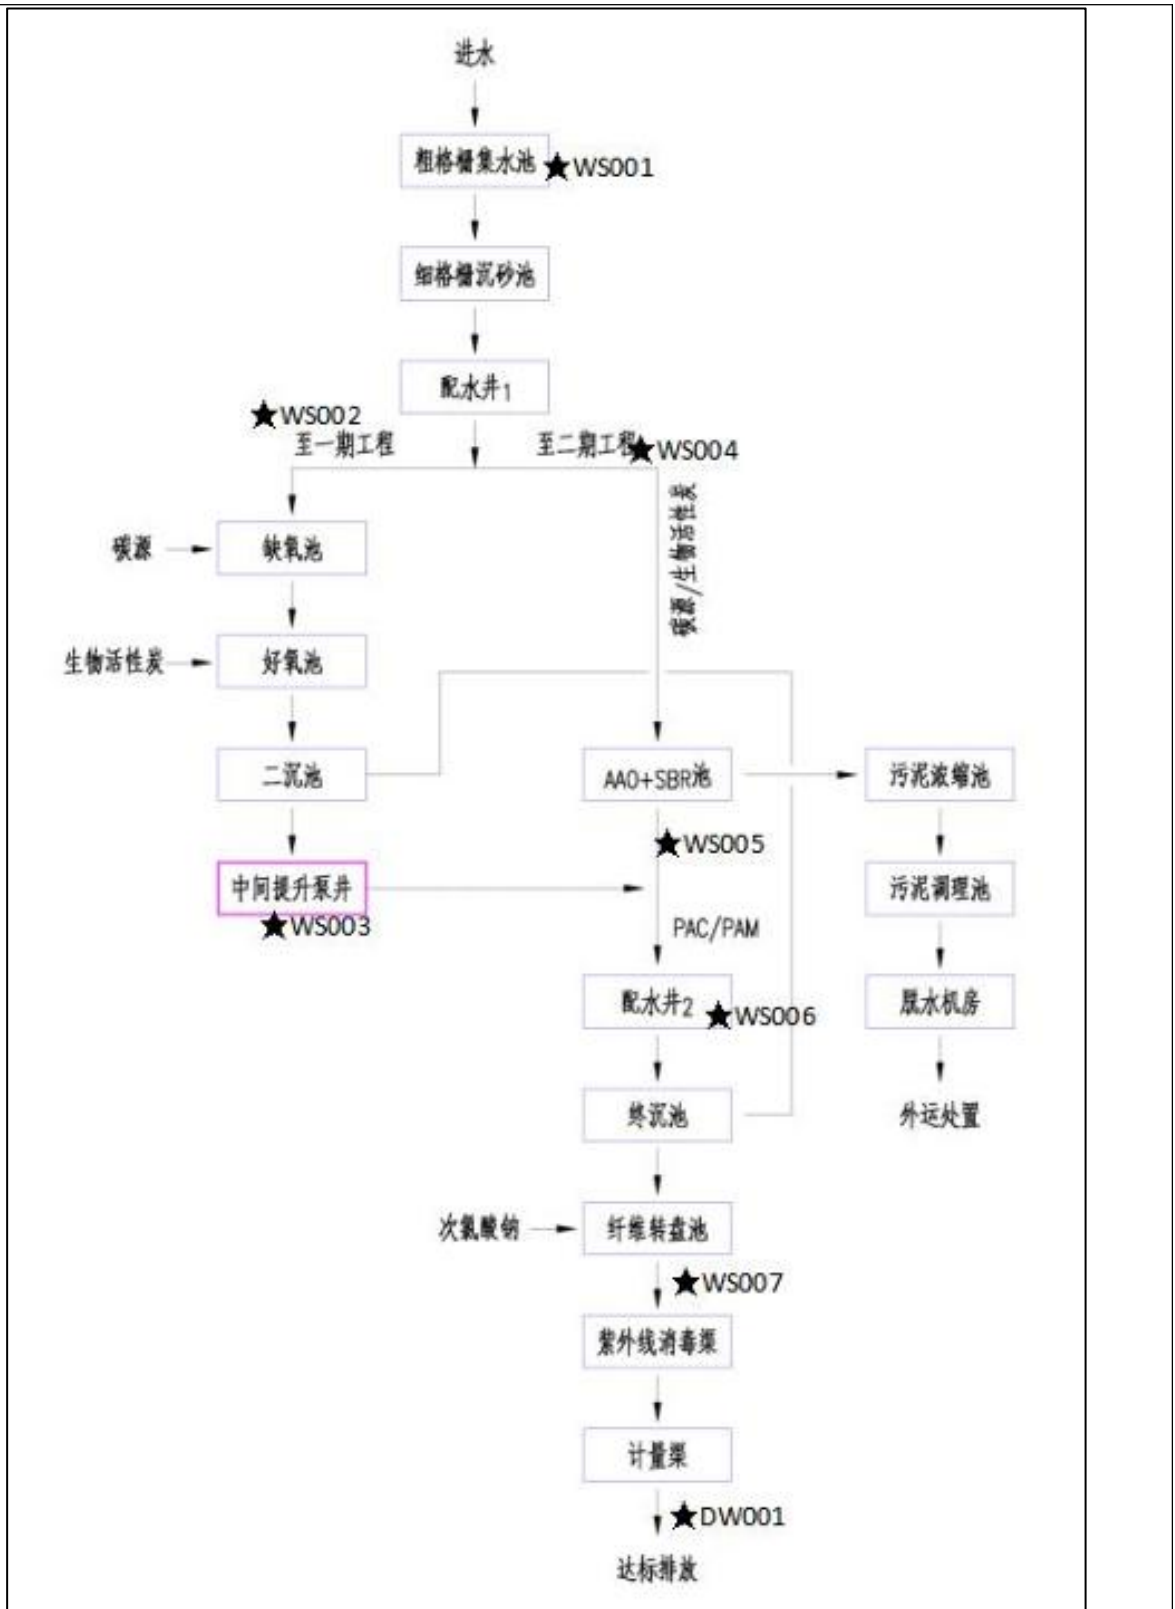 进水
粗格栅集水池
★WS001
细格栅沉砂池
配水井1
★WS002
至一期工程
至二期工程
★WS004
碳源/生物活性炭
碳源
缺氧池
生物活性炭
好氧池
二沉池
AAO+SBR池
污泥浓缩池
★WS005
中间提升泵井
污泥调理池
★WS003
PAC/PAM
配水井2
★WS006
脱水机房
终沉池
外运处置
次氯酸钠
纤维转盘池
★WS007
紫外线消毒渠
计量渠
★DW001
达标排放